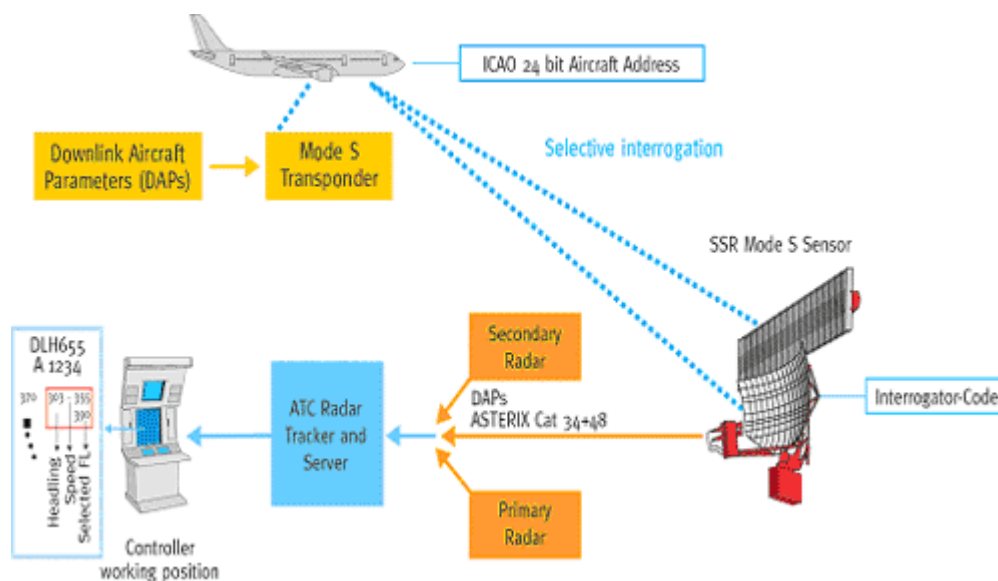 ICAO 24 bit Aircraft Address
Downlink Aircraft
Parameters (DAPs)
Mode S
Transponder
Selective interrogation
SSR Mode S Sensor
Interrogator-Code
Secondary
Radar
DAPs
ASTERIX Cat 34+48
Primary
Radar
ATC Radar
Tracker and
Server
Controller
working position
DLH655
A 1234
370 303 - 355
330
Headling
Speed
Selected FL